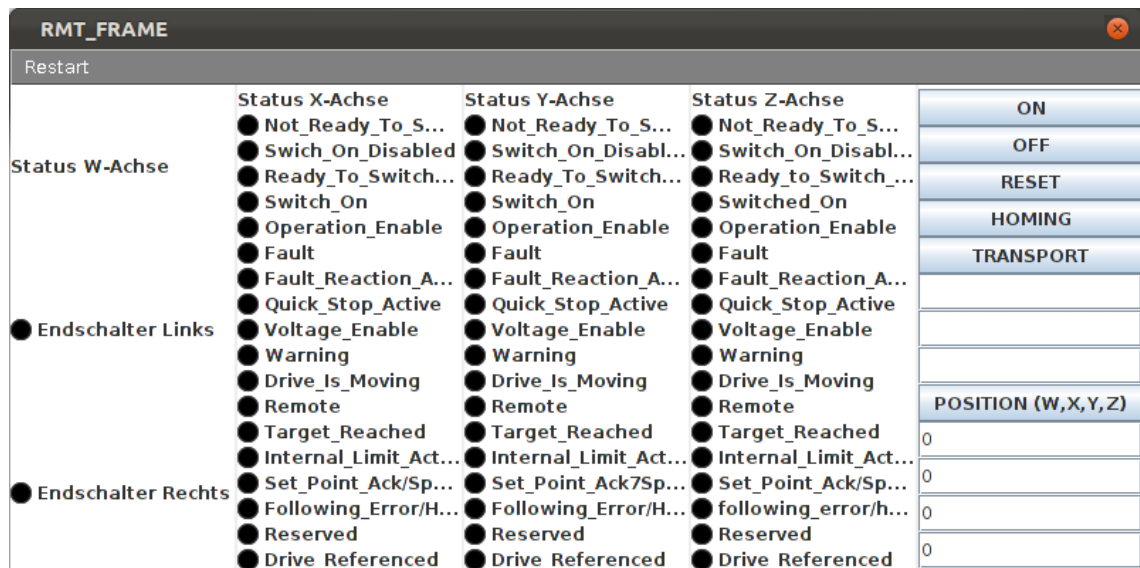 RMT_FRAME
Restart
Status W-Achse
Endschalter Links
Endschalter Rechts
Status X-Achse
Not_Ready_To_S...
Swich_On_Disabled
Ready_To_Switch...
Switch_On
Operation_Enable
Fault
Fault_Reaction_A...
Quick_Stop_Active
Voltage_Enable
Warning
Drive_Is_Moving
Remote
Target_Reached
Internal_Limit_Act...
Set_Point_Ack/Sp...
Following_Error/H...
Reserved
Drive_Referenced
Status Y-Achse
Not_Ready_To_S...
Switch_On_Disabl...
Ready_To_Switch...
Switch_On
Operation_Enable
Fault
Fault_Reaction_A...
Quick_Stop_Active
Voltage_Enable
Warning
Drive_Is_Moving
Remote
Target_Reached
Internal_Limit_Act...
Set_Point_Ack7Sp...
Following_Error/H...
Reserved
Drive_Referenced
Status Z-Achse
Not_Ready_To_S...
Switch_On_Disabl...
Ready_to_Switch_...
Switched_On
Operation_Enable
Fault
Fault_Reaction_A...
Quick_Stop_Active
Voltage_Enable
Warning
Drive_Is_Moving
Remote
Target_Reached
Internal_Limit_Act...
Set_Point_Ack/Sp...
following_error/h...
Reserved
Drive_Referenced
ON
OFF
RESET
HOMING
TRANSPORT
POSITION (W,X,Y,Z)
0
0
0
0